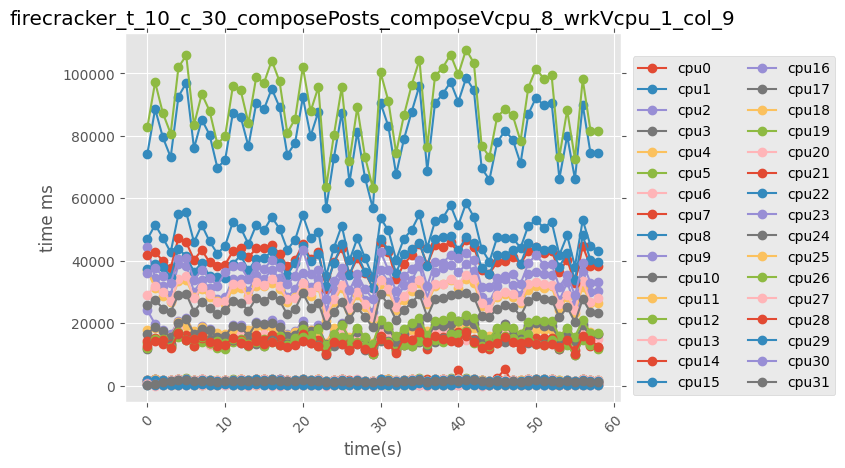 firecracker_t_10_c_30_composePosts_composeVcpu_8_wrkVcpu_1_col_9
time ms
100000
80000
60000
40000
20000
0
0
10
20
30
40
50
60
time(s)
cpu0
cpu1
cpu2
cpu3
cpu4
cpu5
cpu6
cpu7
cpu8
cpu9
cpu10
cpu11
cpu12
cpu13
cpu14
cpu15
cpu16
cpu17
cpu18
cpu19
cpu20
cpu21
cpu22
cpu23
cpu24
cpu25
cpu26
cpu27
cpu28
cpu29
cpu30
cpu31